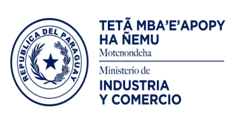 REPUBLICA DEL PARAGUAY
TETÃ MBA'E'APOPY
HA ÑEMU
Motenondeha
Ministerio de
INDUSTRIA
Y COMERCIO